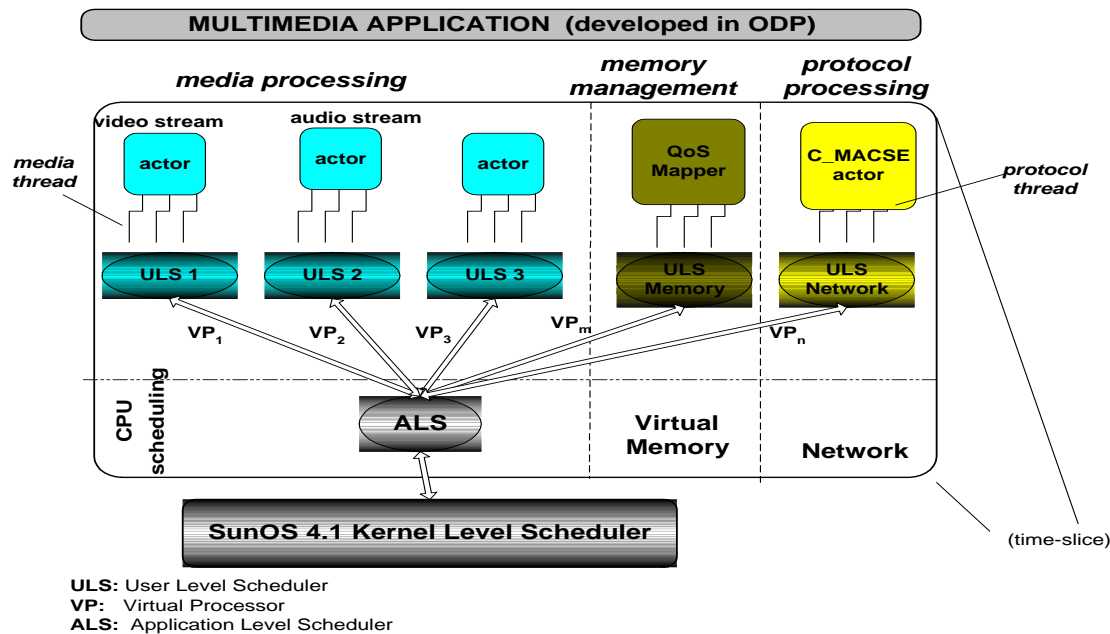 MULTIMEDIA APPLICATION (developed in ODP)
media processing
memory
management
protocol
processing
video stream
audio stream
media
thread
actor
actor
actor
QoS
Mapper
C_MACSE
actor
protocol
thread
ULS 1
ULS 2
ULS 3
ULS
Memory
ULS
Network
VP1
VP2
VP3
VPm
VPn
CPU
scheduling
ALS
Virtual
Memory
Network
SunOS 4.1 Kernel Level Scheduler
(time-slice)
ULS: User Level Scheduler
VP: Virtual Processor
ALS: Application Level Scheduler